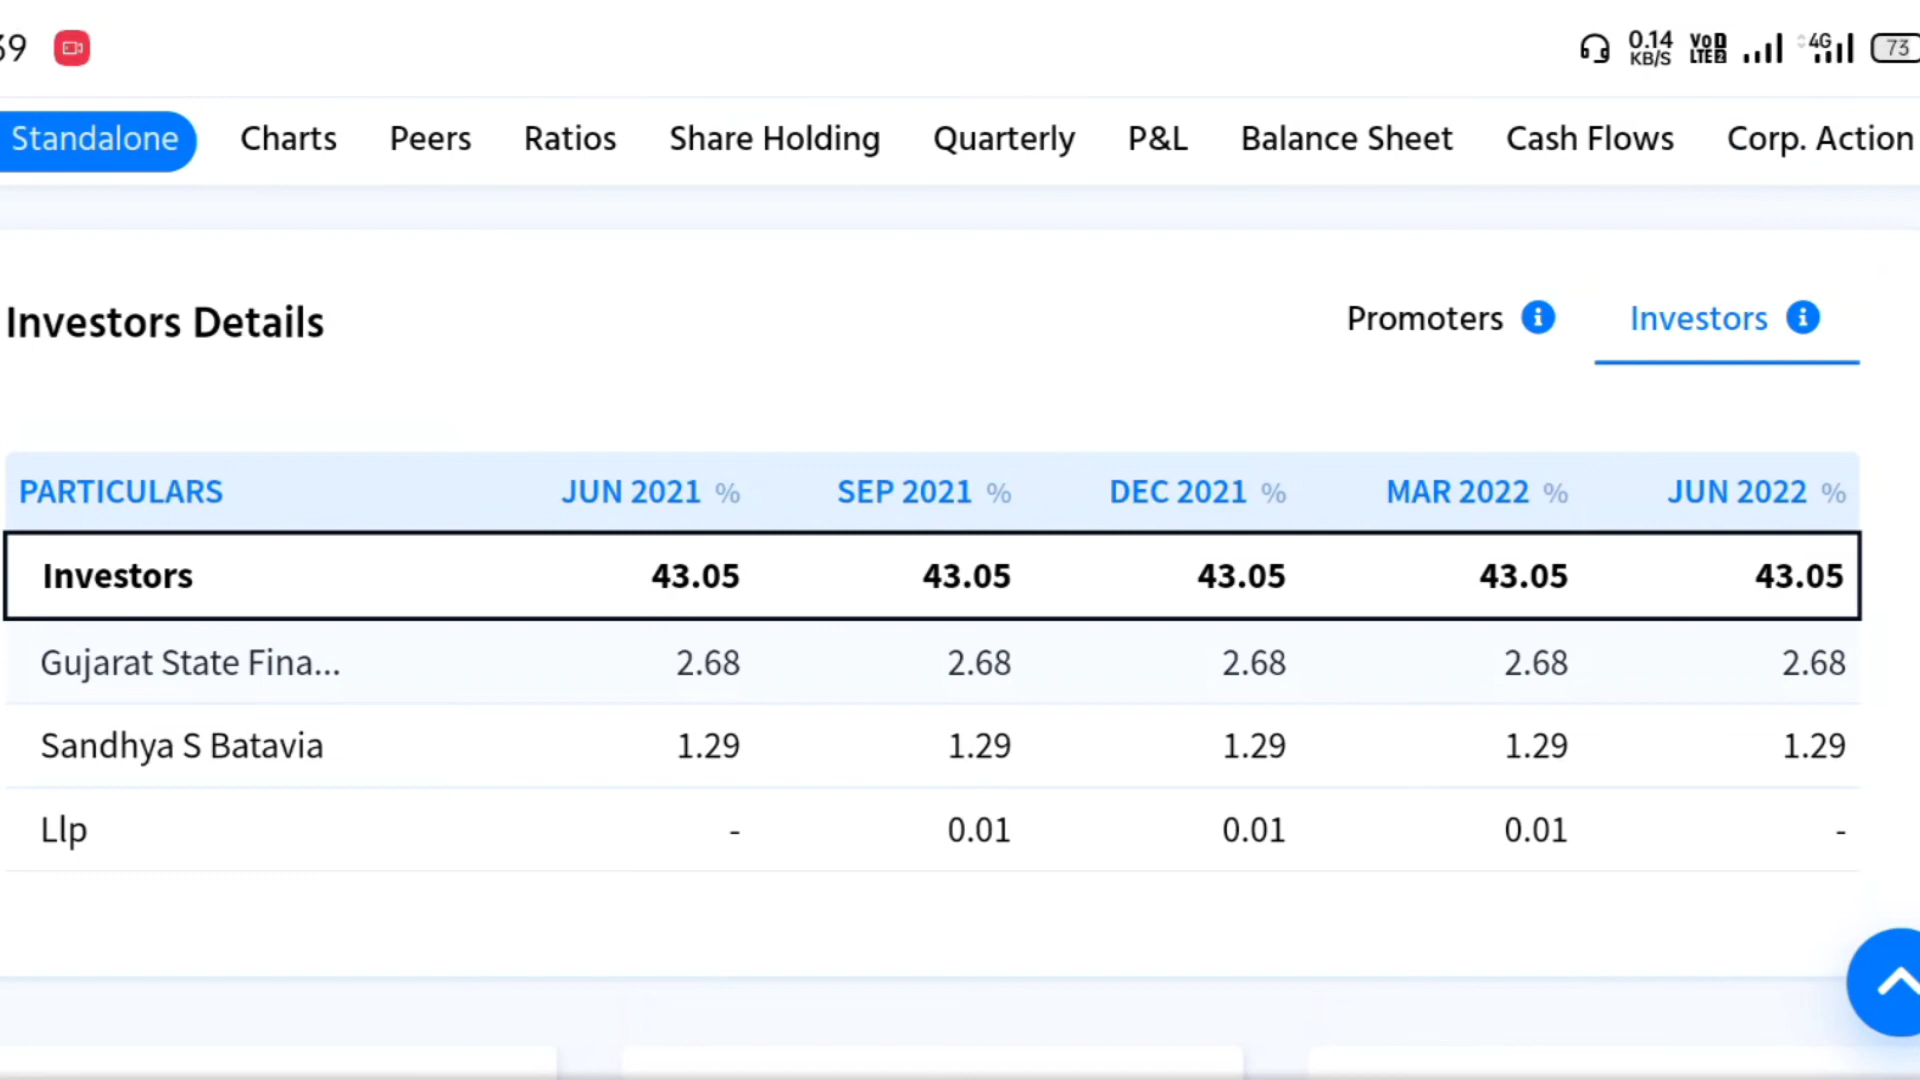 39 0.14 KB/S VoD LTE2 4G 73
Standalone Charts Peers Ratios Share Holding Quarterly P&L Balance Sheet Cash Flows Corp. Action
Investors Details Promoters Investors
PARTICULARS JUN 2021 % SEP 2021 % DEC 2021 % MAR 2022 % JUN 2022 %
Investors 43.05 43.05 43.05 43.05 43.05
Gujarat State Fina... 2.68 2.68 2.68 2.68 2.68
Sandhya S Batavia 1.29 1.29 1.29 1.29 1.29
Llp - 0.01 0.01 0.01 -